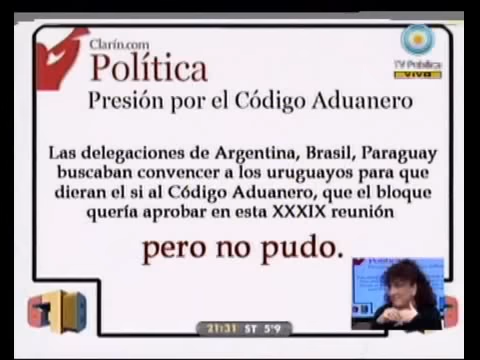 Clarín.com
Política
Presión por el Código Aduanero
TV Pública
VIVO
Las delegaciones de Argentina, Brasil, Paraguay
buscaban convencer a los uruguayos para que
dieran el si al Código Aduanero, que el bloque
quería aprobar en esta XXXIX reunión
pero no pudo.
21:31 ST 5°9